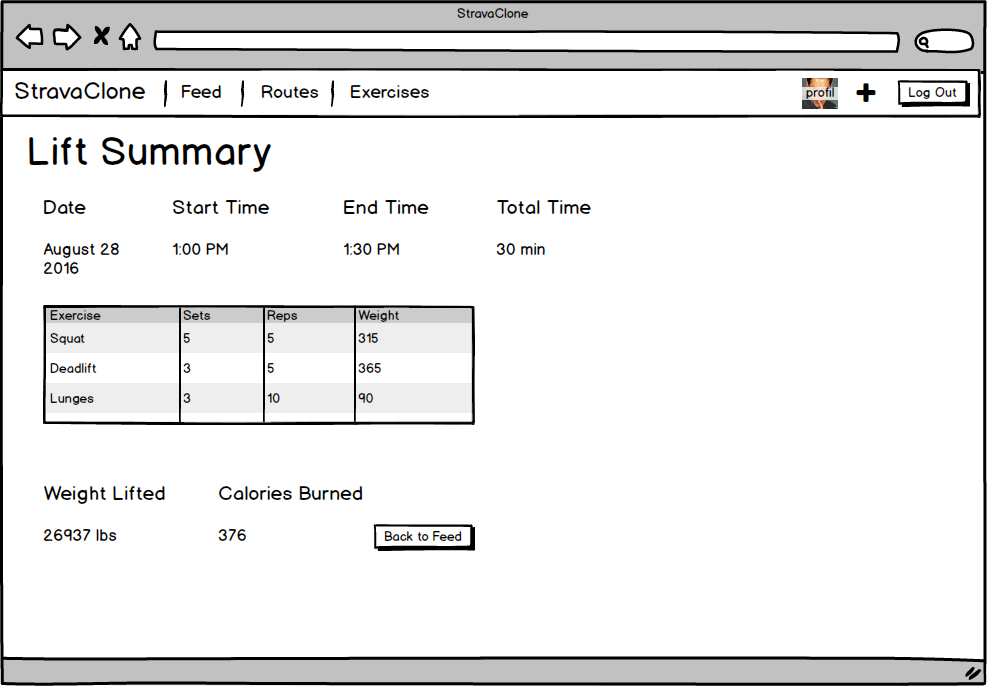 StravaClone
StravaClone Feed Routes Exercises profil Log Out
Lift Summary
Date Start Time End Time Total Time
August 28 1:00 PM 1:30 PM 30 min
2016
Exercise Sets Reps Weight
Squat 5 5 315
Deadlift 3 5 365
Lunges 3 10 90
Weight Lifted Calories Burned
26937 lbs 376 Back to Feed